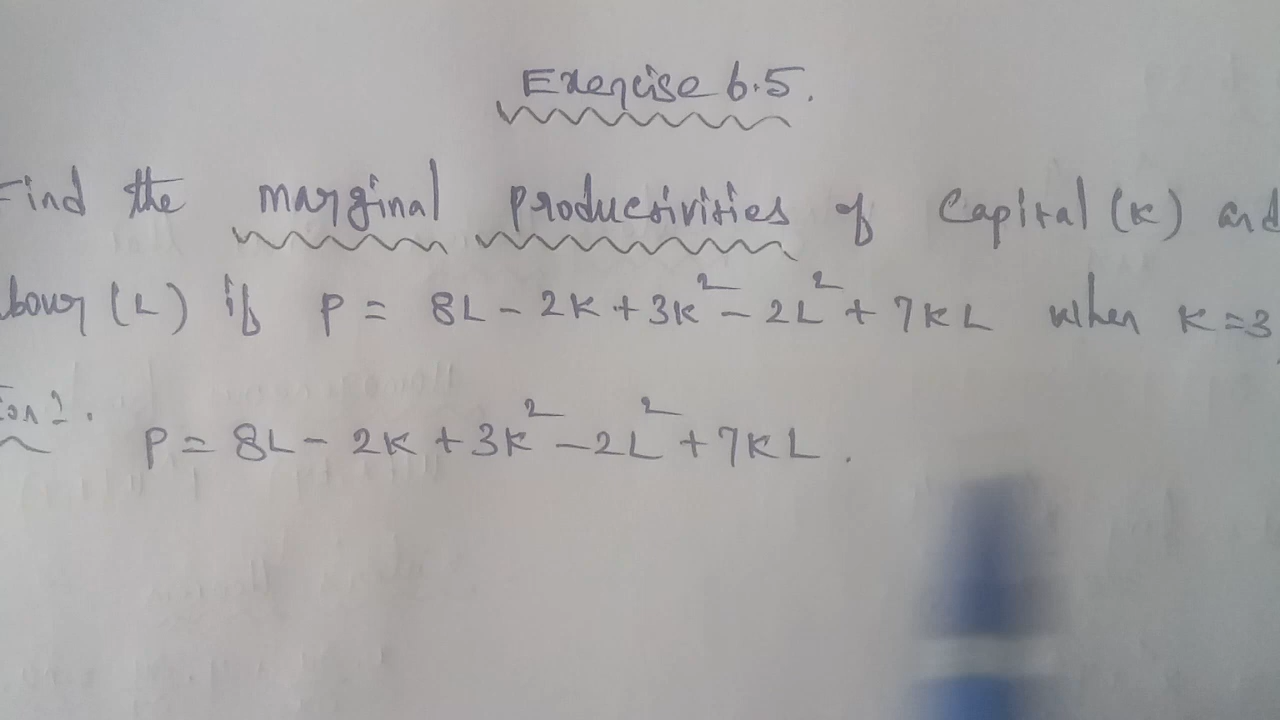 Exercise 6.5.
Find the marginal productivities of Capital (K) and
bour (L) if P = 8L - 2K + 3K² - 2L² + 7KL when K=3
P = 8L - 2K + 3K² - 2L² + 7KL.